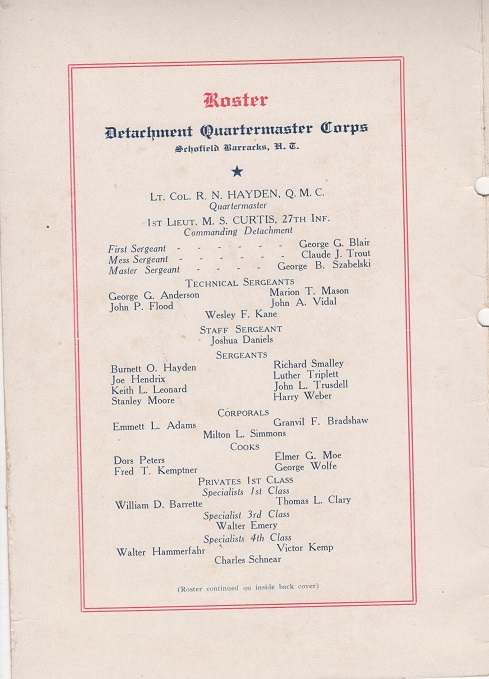 Roster
Detachment Quartermaster Corps
Schofield Barracks, H. T.
Lt. Col. R. N. HAYDEN, Q. M. C.
Quartermaster
1st Lieut. M. S. CURTIS, 27th Inf.
Commanding Detachment
First Sergeant - - - - - - George G. Blair
Mess Sergeant - - - - - - Claude J. Trout
Master Sergeant - - - - George B. Szabelski
Technical Sergeants
George G. Anderson Marion T. Mason
John P. Flood John A. Vidal
Wesley F. Kane
Staff Sergeant
Joshua Daniels
Sergeants
Burnett O. Hayden Richard Smalley
Joe Hendrix Luther Triplett
Keith L. Leonard John L. Trusdell
Stanley Moore Harry Weber
Corporals
Emmett L. Adams Granvil F. Bradshaw
Milton L. Simmons
Cooks
Dors Peters Elmer G. Moe
Fred T. Kemptner George Wolfe
Privates 1st Class
Specialists 1st Class
William D. Barrette Thomas L. Clary
Specialist 3rd Class
Walter Emery
Specialists 4th Class
Walter Hammerfahr Victor Kemp
Charles Schnear
(Roster continued on inside back cover)